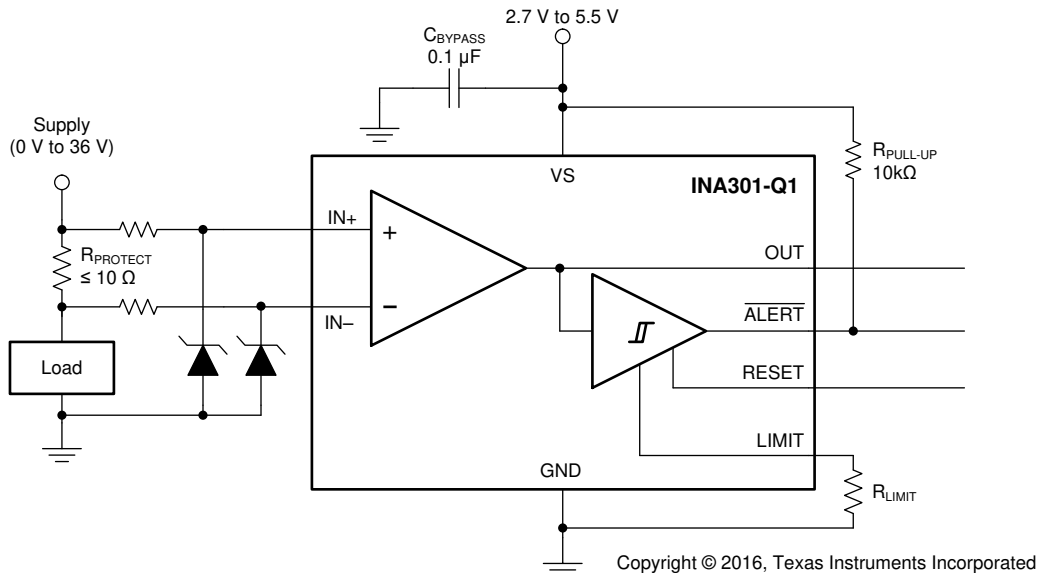 2.7 V to 5.5 V
CBYPASS
0.1 µF
Supply
(0 V to 36 V)
RPULL-UP
10kΩ
VS
INA301-Q1
IN+
+
RPROTECT
≤ 10 Ω
OUT
–
IN–
ALERT
Load
RESET
LIMIT
GND
RLIMIT
Copyright © 2016, Texas Instruments Incorporated